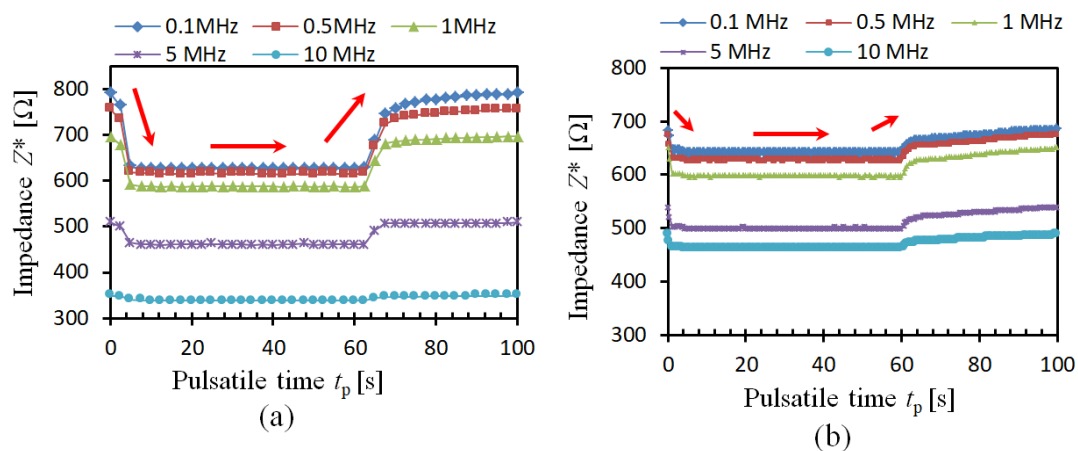 0.1MHz 0.5MHz 1MHz
5 MHz 10 MHz
Impedance Z* [Ω]
800
700
600
500
400
300
0 20 40 60 80 100
Pulsatile time tp [s]
(a)
0.1 MHz 0.5 MHz 1 MHz
5 MHz 10 MHz
Impedance Z* [Ω]
800
700
600
500
400
300
0 20 40 60 80 100
Pulsatile time tp [s]
(b)